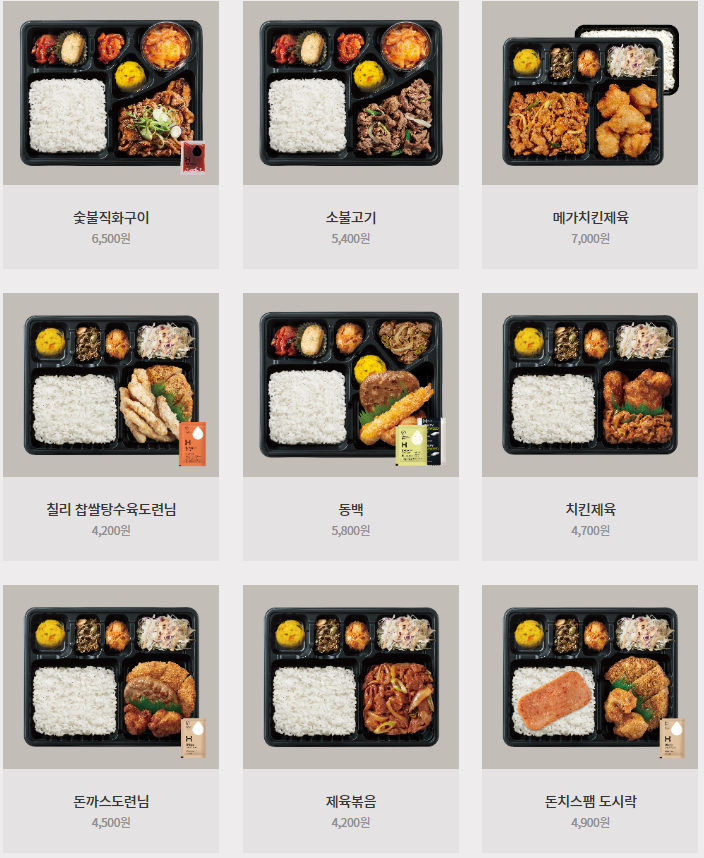 숯불직화구이
6,500원
소불고기
5,400원
메가치킨제육
7,000원
칠리 찹쌀탕수육도련님
4,200원
동백
5,800원
치킨제육
4,700원
돈까스도련님
4,500원
제육볶음
4,200원
돈치스팸 도시락
4,900원